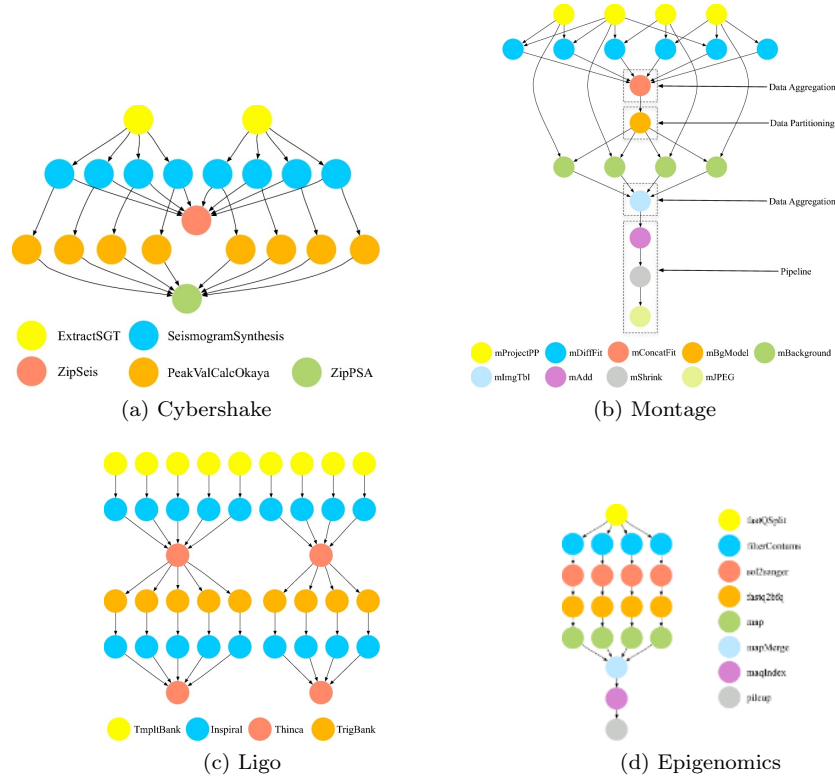 Data Aggregation
Data Partitioning
Data Aggregation
Pipeline
ExtractSGT SeismogramSynthesis
ZipSeis PeakValCalcOkaya ZipPSA
(a) Cybershake
mProjectPP mDiffFit mConcatFit mBgModel mBackground
mImgTbl mAdd mShrink mJPEG
(b) Montage
TmpltBank Inspiral Thinca TrigBank
(c) Ligo
fastQSplit
filterContams
sol2sanger
fastq2bfq
map
mapMerge
maqIndex
pileup
(d) Epigenomics